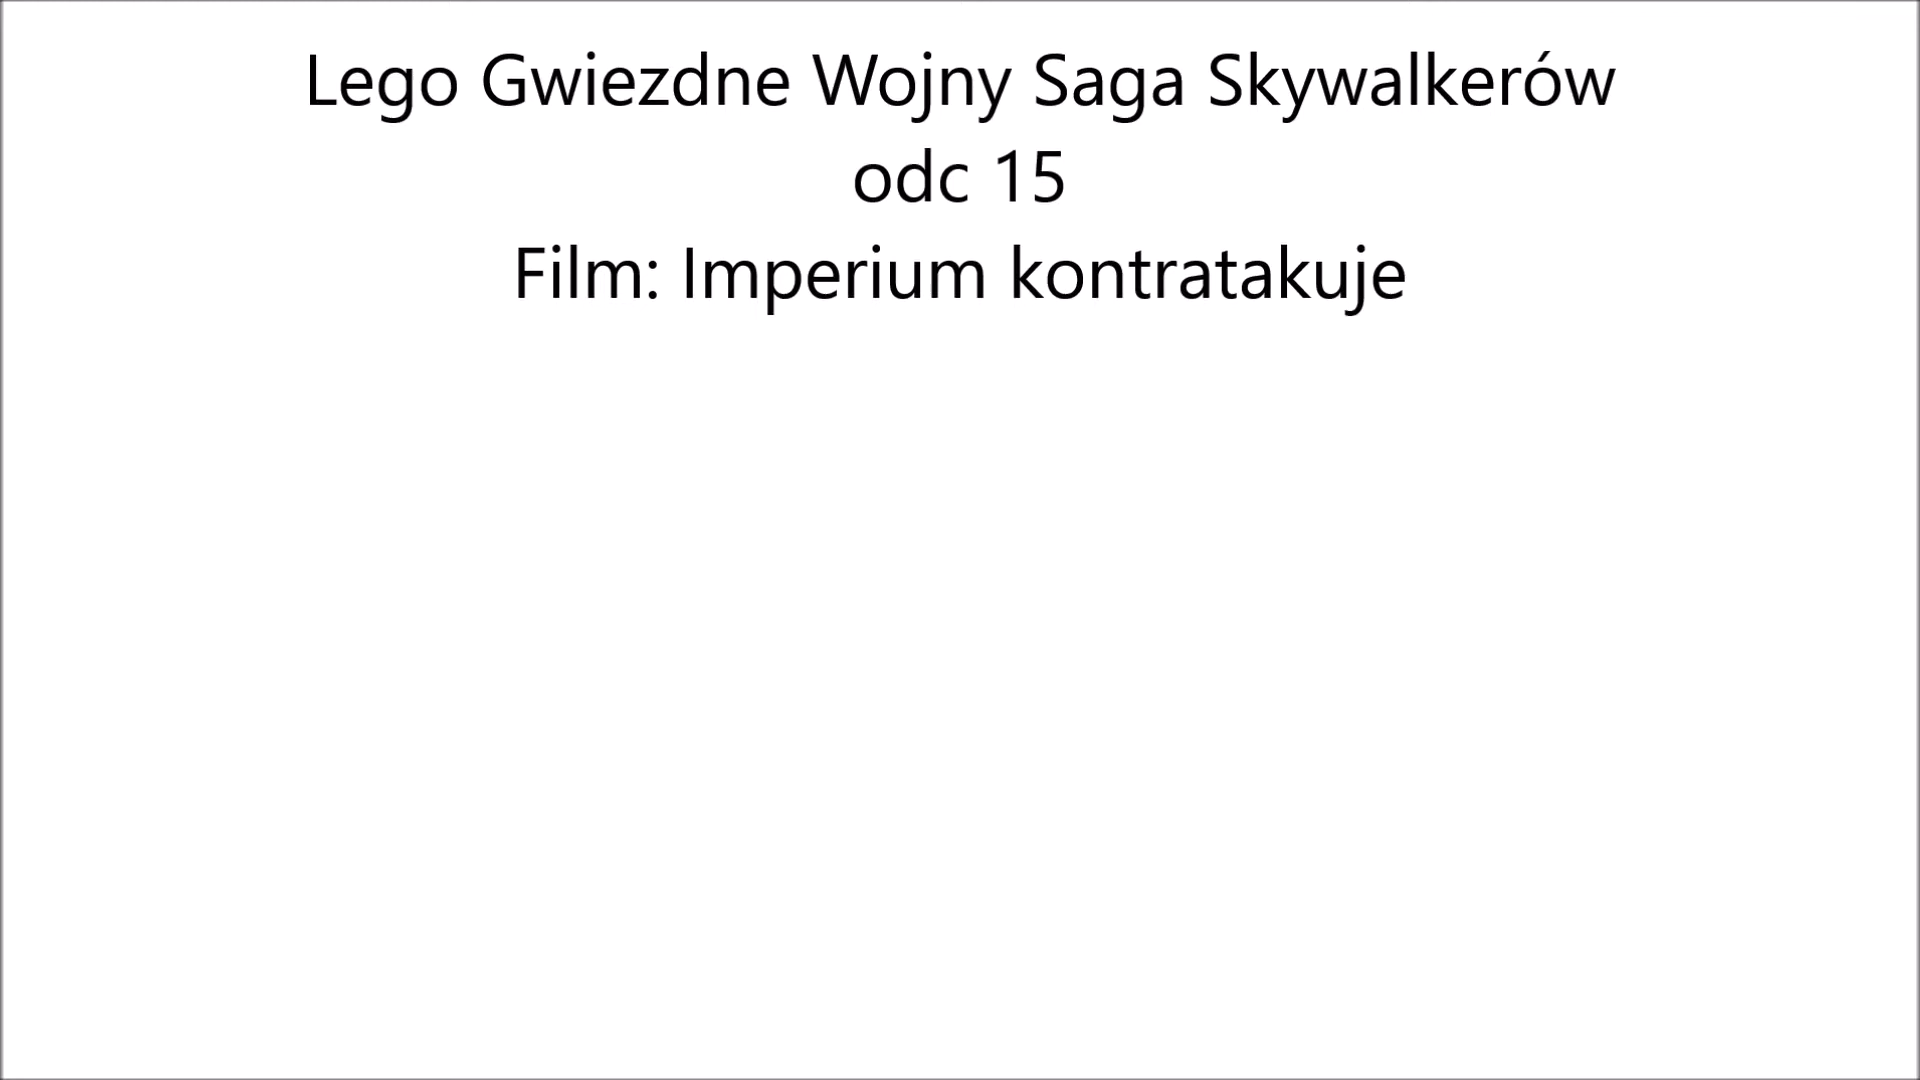 Lego Gwiezdne Wojny Saga Skywalkerów
odc 15
Film: Imperium kontratakuje